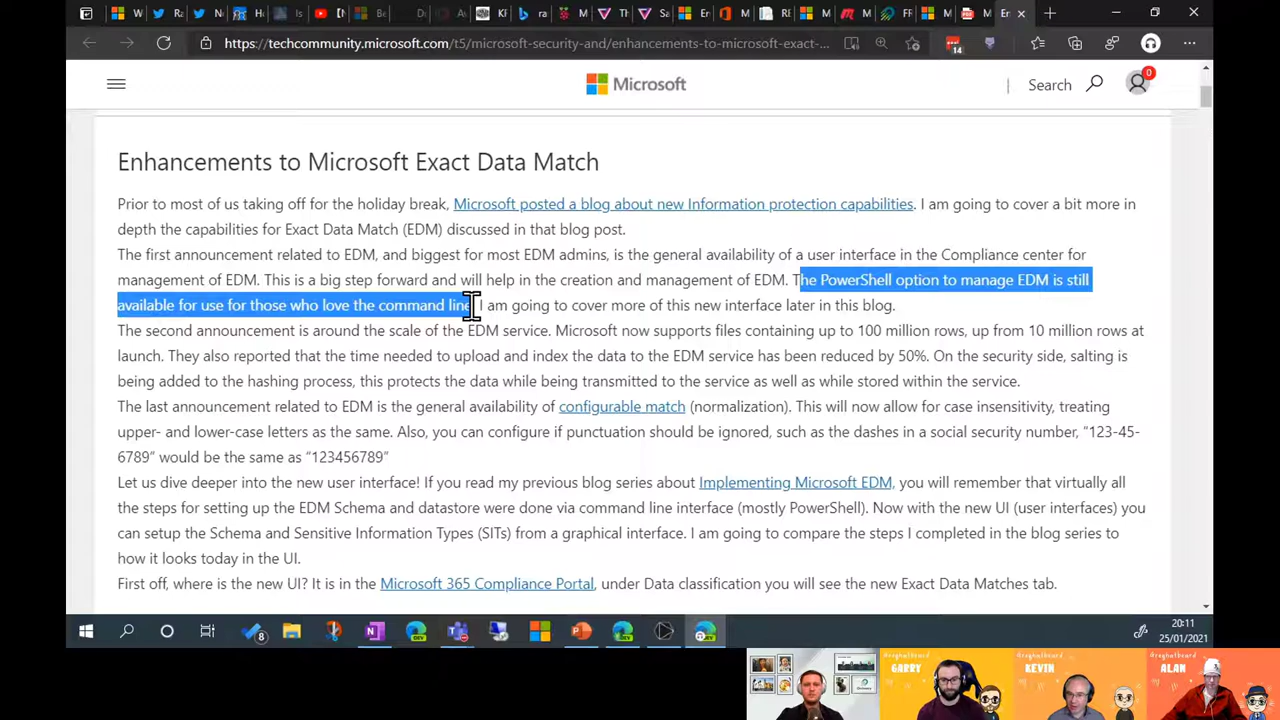 W
Ra
Tw
Ho
Is
[N
Be
Do
A
KK
ra
M
Th
Sa
En
M
Ri
M
M
FF
M
M
En
https://techcommunity.microsoft.com/t5/microsoft-security-and/enhancements-to-microsoft-exact-...
14
Microsoft
Search
0
Enhancements to Microsoft Exact Data Match
Prior to most of us taking off for the holiday break, Microsoft posted a blog about new Information protection capabilities. I am going to cover a bit more in
depth the capabilities for Exact Data Match (EDM) discussed in that blog post.
The first announcement related to EDM, and biggest for most EDM admins, is the general availability of a user interface in the Compliance center for
management of EDM. This is a big step forward and will help in the creation and management of EDM. The PowerShell option to manage EDM is still
available for use for those who love the command line. I am going to cover more of this new interface later in this blog.
The second announcement is around the scale of the EDM service. Microsoft now supports files containing up to 100 million rows, up from 10 million rows at
launch. They also reported that the time needed to upload and index the data to the EDM service has been reduced by 50%. On the security side, salting is
being added to the hashing process, this protects the data while being transmitted to the service as well as while stored within the service.
The last announcement related to EDM is the general availability of configurable match (normalization). This will now allow for case insensitivity, treating
upper- and lower-case letters as the same. Also, you can configure if punctuation should be ignored, such as the dashes in a social security number, “123-45-
6789” would be the same as “123456789”
Let us dive deeper into the new user interface! If you read my previous blog series about Implementing Microsoft EDM, you will remember that virtually all
the steps for setting up the EDM Schema and datastore were done via command line interface (mostly PowerShell). Now with the new UI (user interfaces) you
can setup the Schema and Sensitive Information Types (SITs) from a graphical interface. I am going to compare the steps I completed in the blog series to
how it looks today in the UI.
First off, where is the new UI? It is in the Microsoft 365 Compliance Portal, under Data classification you will see the new Exact Data Matches tab.
8
20:11
25/01/2021
@greyhatbeard
GARRY
@greyhatbeard
KEVIN
@greyhatbeard
ALAN